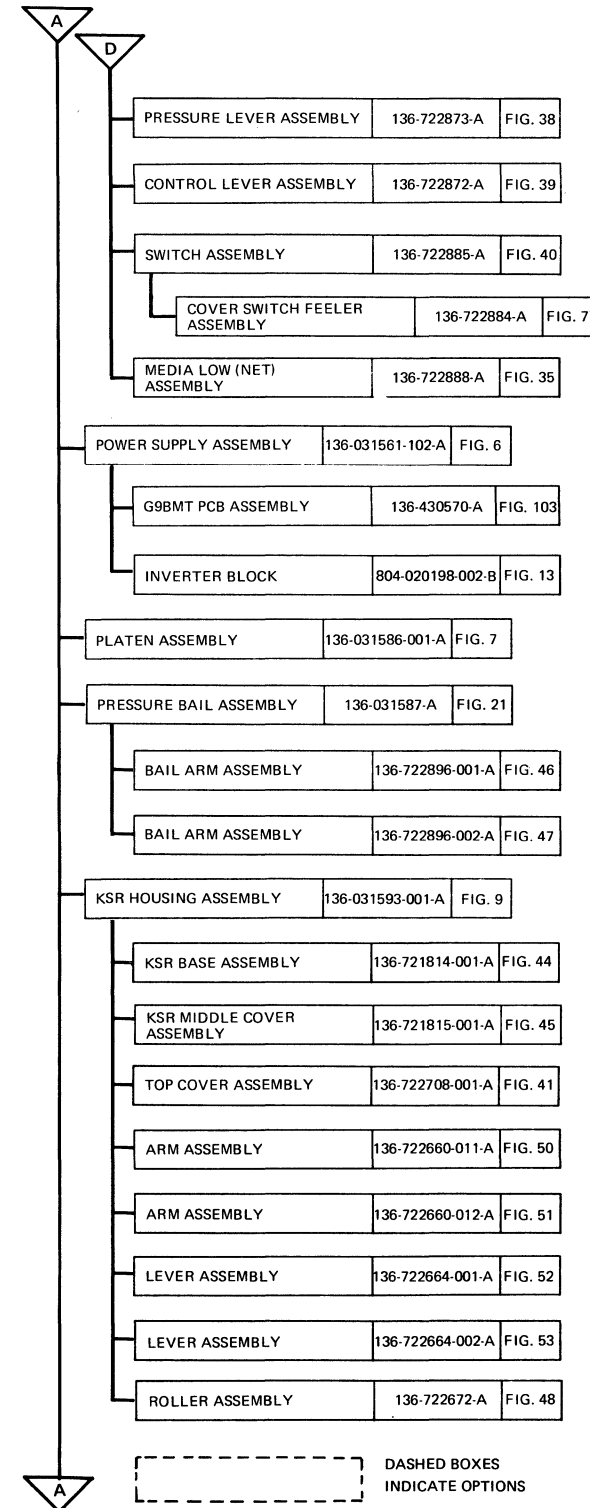 A
D
PRESSURE LEVER ASSEMBLY 136-722873-A FIG. 38
CONTROL LEVER ASSEMBLY 136-722872-A FIG. 39
SWITCH ASSEMBLY 136-722885-A FIG. 40
COVER SWITCH FEELER
ASSEMBLY 136-722884-A FIG. 7
MEDIA LOW (NET)
ASSEMBLY 136-722888-A FIG. 35
POWER SUPPLY ASSEMBLY 136-031561-102-A FIG. 6
G9BMT PCB ASSEMBLY 136-430570-A FIG. 103
INVERTER BLOCK 804-020198-002-B FIG. 13
PLATEN ASSEMBLY 136-031586-001-A FIG. 7
PRESSURE BAIL ASSEMBLY 136-031587-A FIG. 21
BAIL ARM ASSEMBLY 136-722896-001-A FIG. 46
BAIL ARM ASSEMBLY 136-722896-002-A FIG. 47
KSR HOUSING ASSEMBLY 136-031593-001-A FIG. 9
KSR BASE ASSEMBLY 136-721814-001-A FIG. 44
KSR MIDDLE COVER
ASSEMBLY 136-721815-001-A FIG. 45
TOP COVER ASSEMBLY 136-722708-001-A FIG. 41
ARM ASSEMBLY 136-722660-011-A FIG. 50
ARM ASSEMBLY 136-722660-012-A FIG. 51
LEVER ASSEMBLY 136-722664-001-A FIG. 52
LEVER ASSEMBLY 136-722664-002-A FIG. 53
ROLLER ASSEMBLY 136-722672-A FIG. 48
DASHED BOXES
INDICATE OPTIONS
A